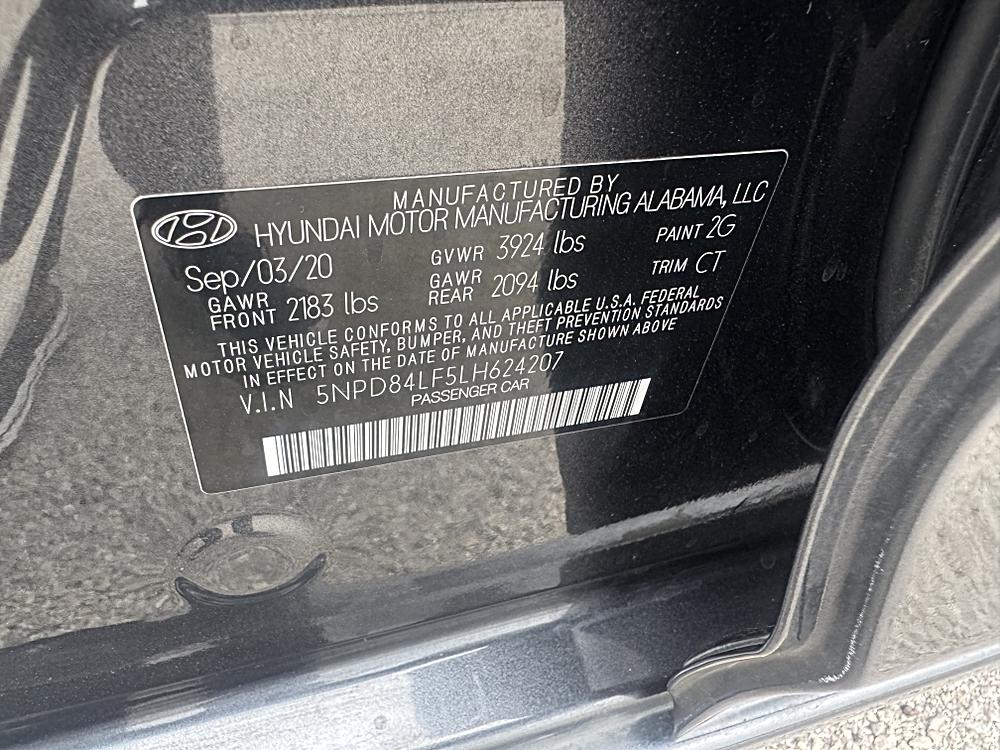 MANUFACTURED BY
HYUNDAI MOTOR MANUFACTURING ALABAMA, LLC
Sep/03/20 GVWR 3924 lbs PAINT 2G
GAWR FRONT 2183 lbs GAWR REAR 2094 lbs TRIM CT
THIS VEHICLE CONFORMS TO ALL APPLICABLE U.S.A. FEDERAL
MOTOR VEHICLE SAFETY, BUMPER, AND THEFT PREVENTION STANDARDS
IN EFFECT ON THE DATE OF MANUFACTURE SHOWN ABOVE
V.I.N 5NPD84LF5LH624207
PASSENGER CAR